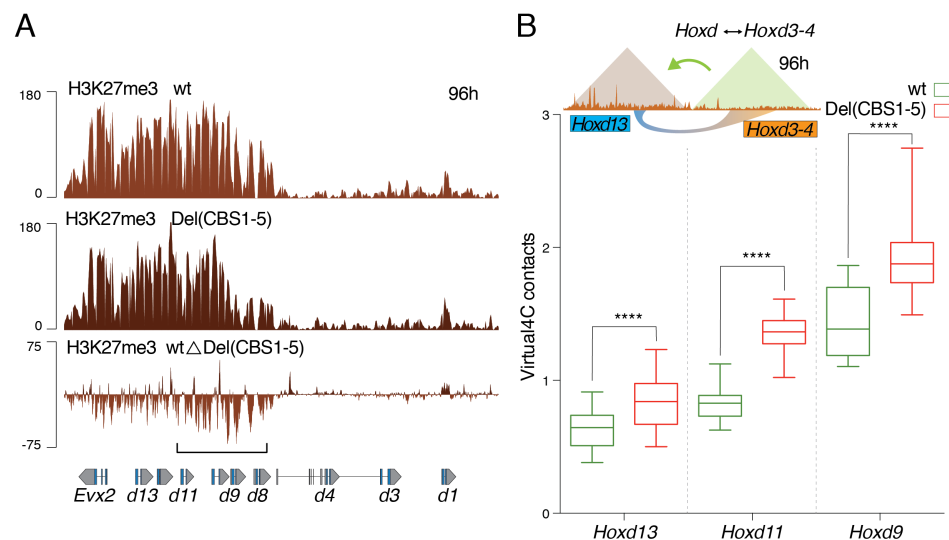 A
H3K27me3 wt
96h
180
0
H3K27me3 Del(CBS1-5)
180
0
H3K27me3 wt△Del(CBS1-5)
75
-75
Evx2 d13 d11 d9 d8 d4 d3 d1
B
Hoxd ↔Hoxd3-4
96h
wt
Del(CBS1-5)
Hoxd13
Hoxd3-4
Virtual4C contacts
3
2
1
0
****
****
****
Hoxd13 Hoxd11 Hoxd9